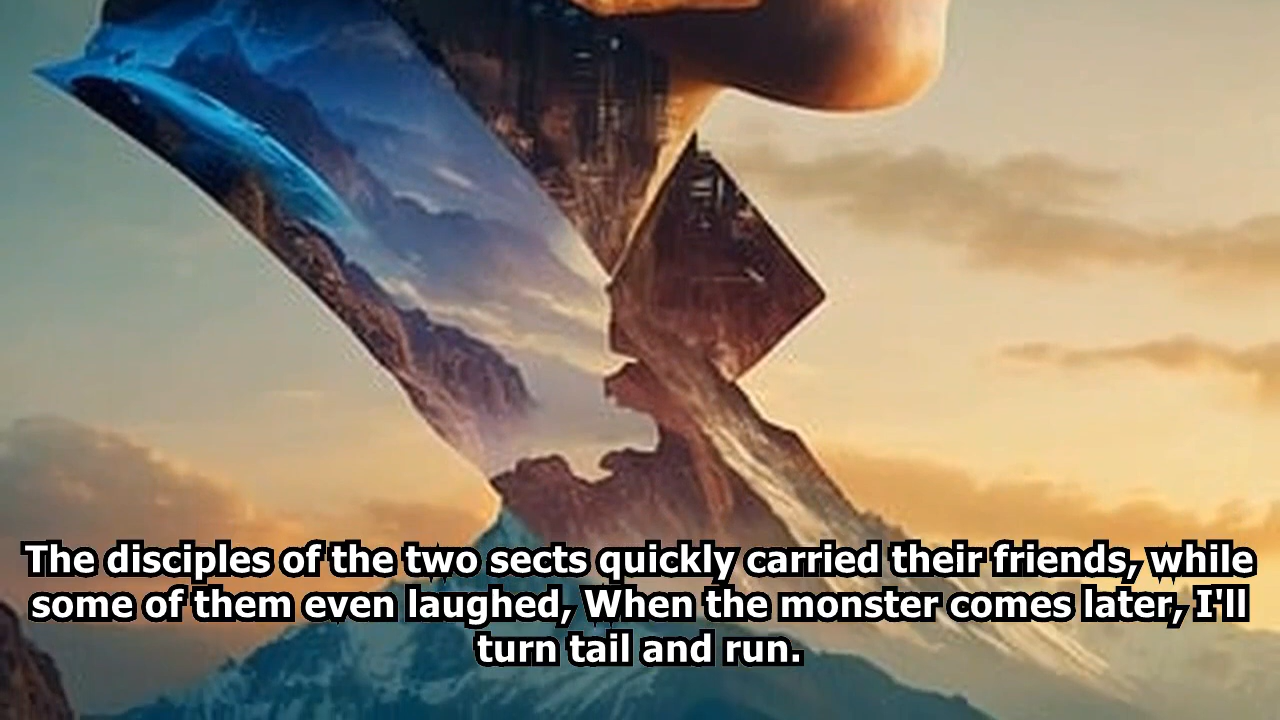 The disciples of the two sects quickly carried their friends, while
some of them even laughed, When the monster comes later, I'll
turn tail and run.